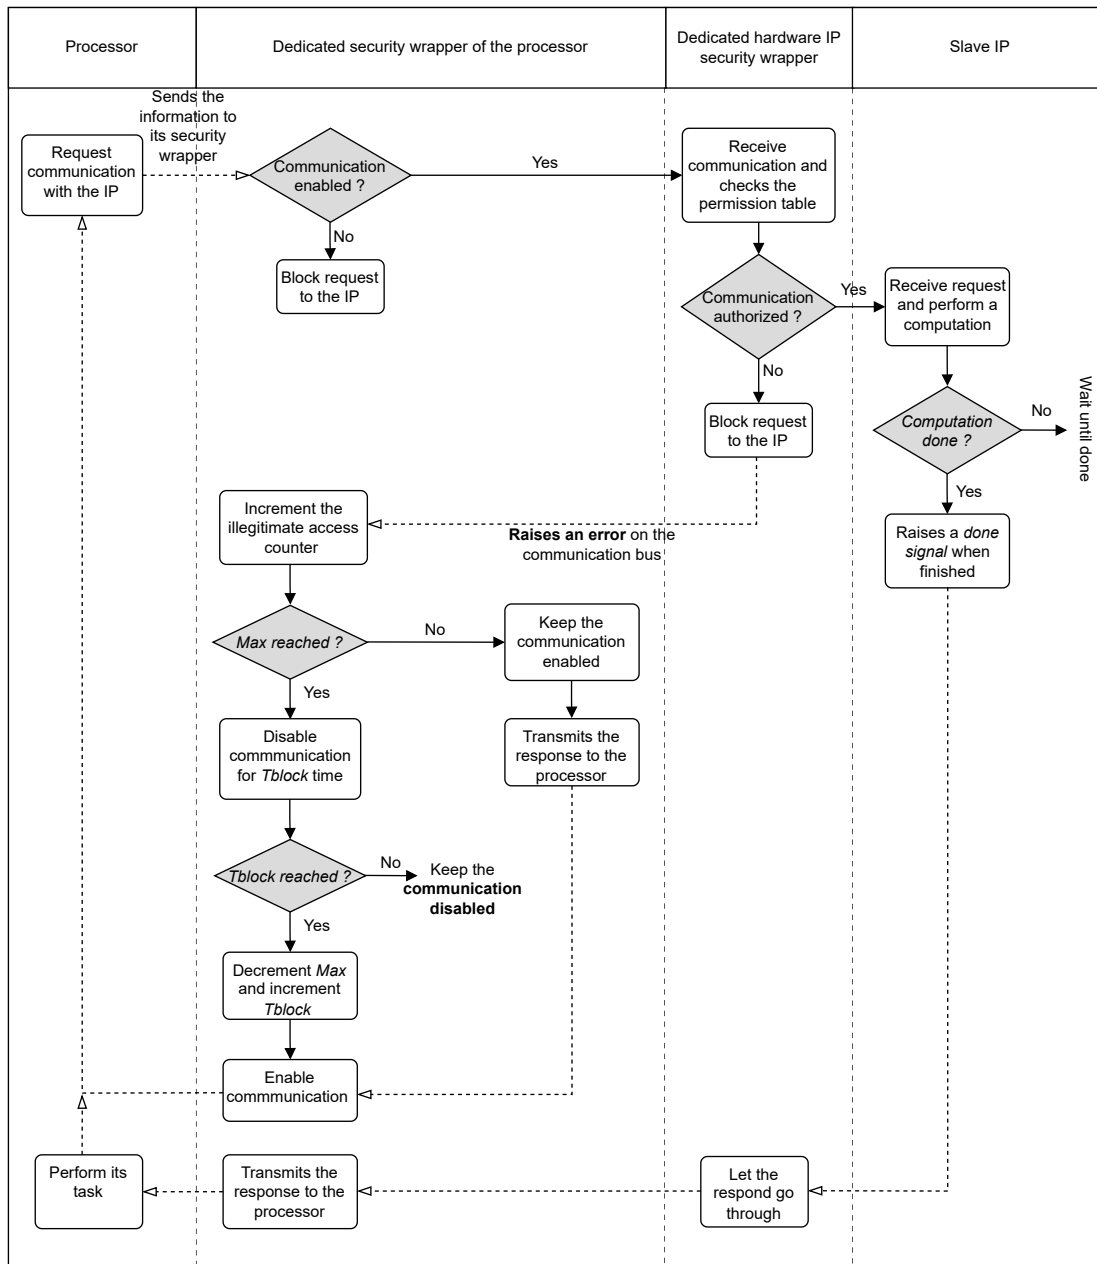 Processor
Dedicated security wrapper of the processor
Dedicated hardware IP
security wrapper
Slave IP
Sends the
information to
its security
wrapper
Request
communication
with the IP
Communication
enabled ?
Yes
Receive
communication and
checks the
permission table
No
Block request
to the IP
Communication
authorized ?
Yes
Receive request
and perform a
computation
No
Block request
to the IP
Computation
done ?
No
Wait until done
Yes
Raises a done
signal when
finished
Increment the
illegitimate access
counter
Raises an error on the
communication bus
Max reached ?
No
Keep the
communication
enabled
Yes
Disable
commmunication
for Tblock time
Transmits the
response to the
processor
Tblock reached ?
No
Keep the
communication
disabled
Yes
Decrement Max
and increment
Tblock
Enable
commmunication
Perform its
task
Transmits the
response to the
processor
Let the
respond go
through